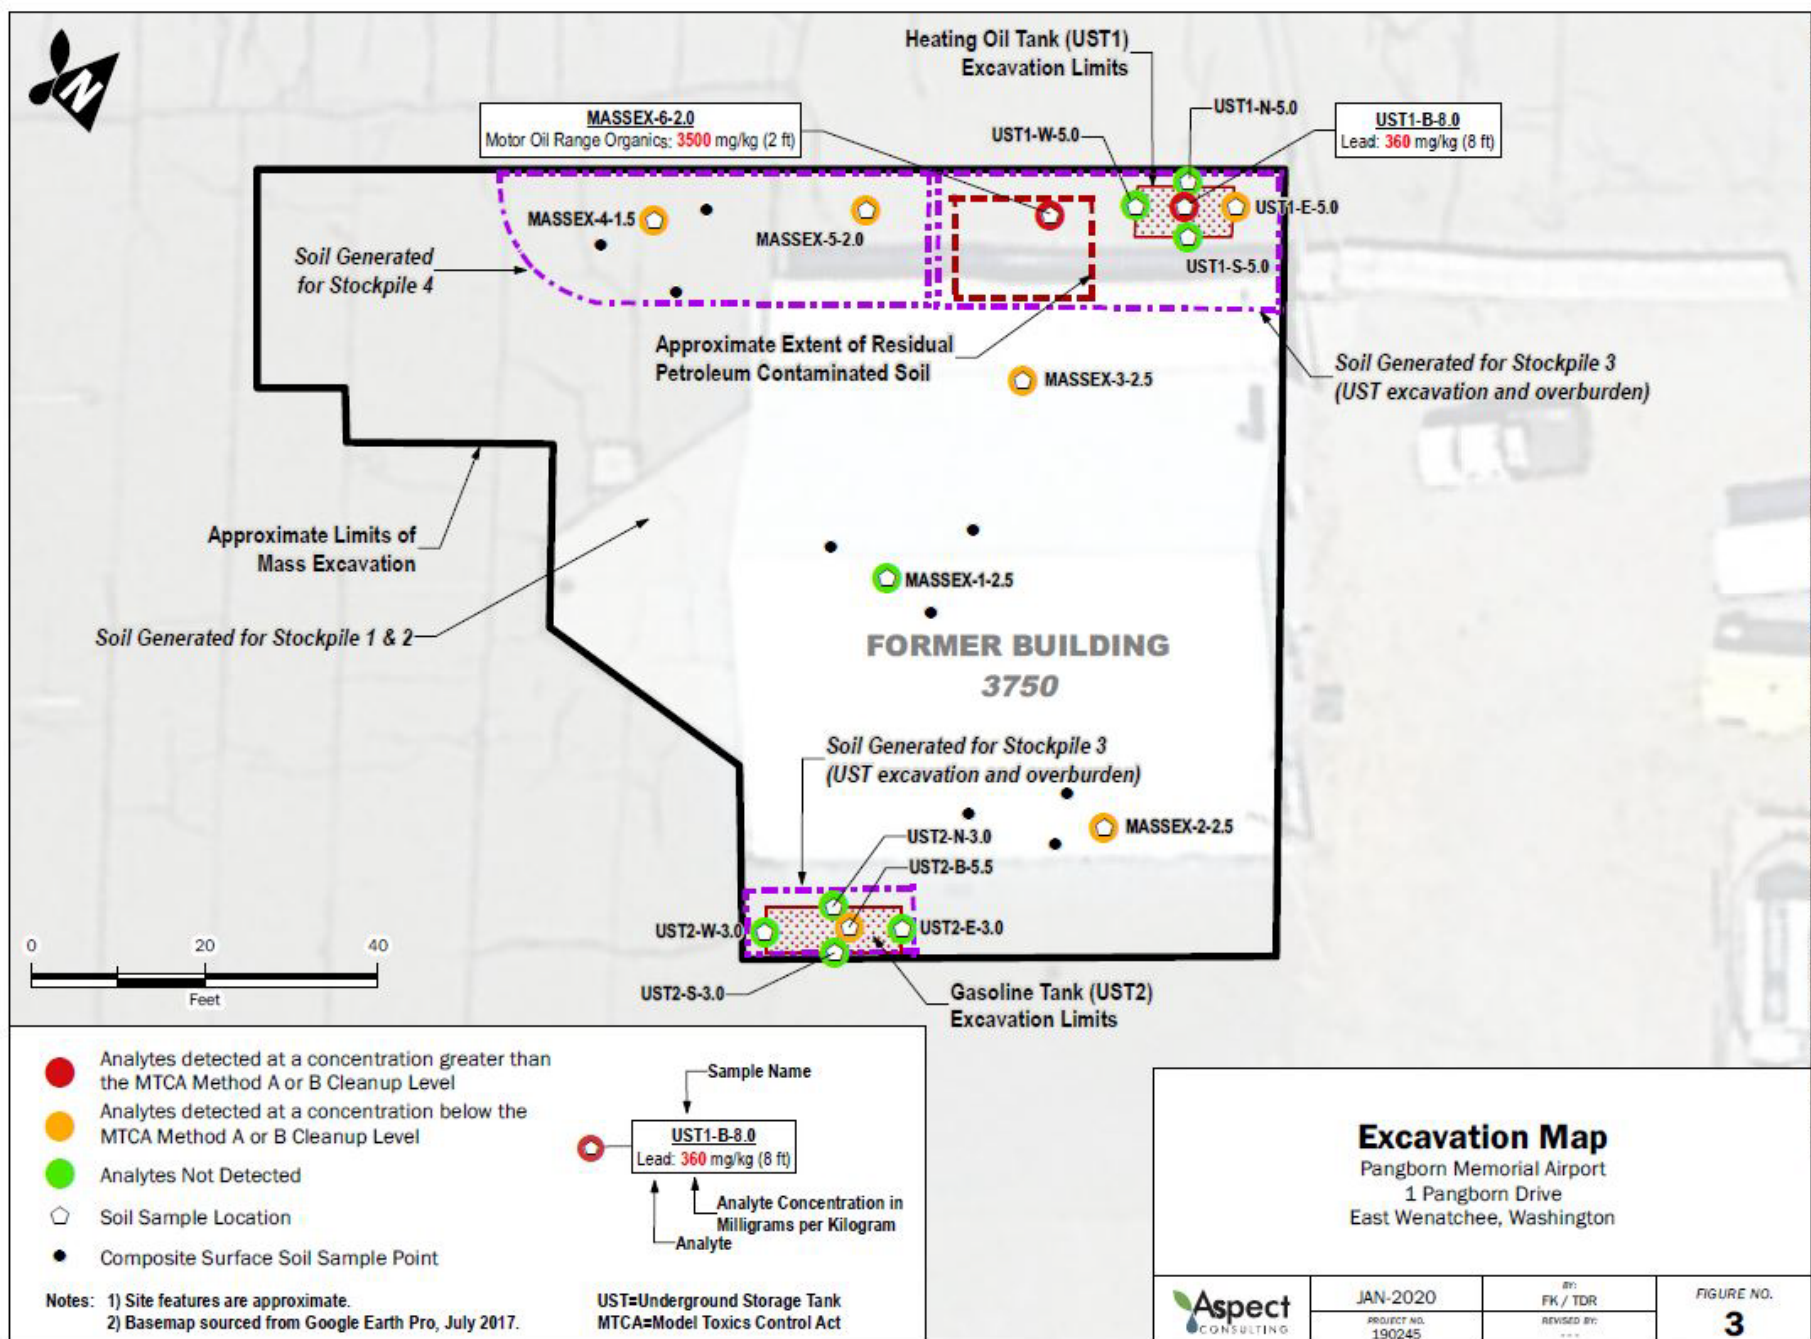 N
Heating Oil Tank (UST1)
Excavation Limits
MASSEX-6-2.0
Motor Oil Range Organics: 3500 mg/kg (2 ft)
UST1-W-5.0
UST1-N-5.0
UST1-B-8.0
Lead: 360 mg/kg (8 ft)
MASSEX-4-1.5
MASSEX-5-2.0
UST1-E-5.0
UST1-S-5.0
Soil Generated
for Stockpile 4
Approximate Extent of Residual
Petroleum Contaminated Soil
MASSEX-3-2.5
Soil Generated for Stockpile 3
(UST excavation and overburden)
Approximate Limits of
Mass Excavation
MASSEX-1-2.5
Soil Generated for Stockpile 1 & 2
FORMER BUILDING
3750
Soil Generated for Stockpile 3
(UST excavation and overburden)
MASSEX-2-2.5
UST2-N-3.0
UST2-B-5.5
UST2-W-3.0
UST2-E-3.0
UST2-S-3.0
Gasoline Tank (UST2)
Excavation Limits
0 20 40
Feet
Analytes detected at a concentration greater than
the MTCA Method A or B Cleanup Level
Analytes detected at a concentration below the
MTCA Method A or B Cleanup Level
Analytes Not Detected
Soil Sample Location
Composite Surface Soil Sample Point
Sample Name
UST1-B-8.0
Lead: 360 mg/kg (8 ft)
Analyte Concentration in
Milligrams per Kilogram
Analyte
Notes: 1) Site features are approximate.
2) Basemap sourced from Google Earth Pro, July 2017.
UST=Underground Storage Tank
MTCA=Model Toxics Control Act
Excavation Map
Pangborn Memorial Airport
1 Pangborn Drive
East Wenatchee, Washington
Aspect
CONSULTING
JAN-2020
PROJECT NO.
190245
BY:
FK / TDR
REVISED BY:
- - -
FIGURE NO.
3